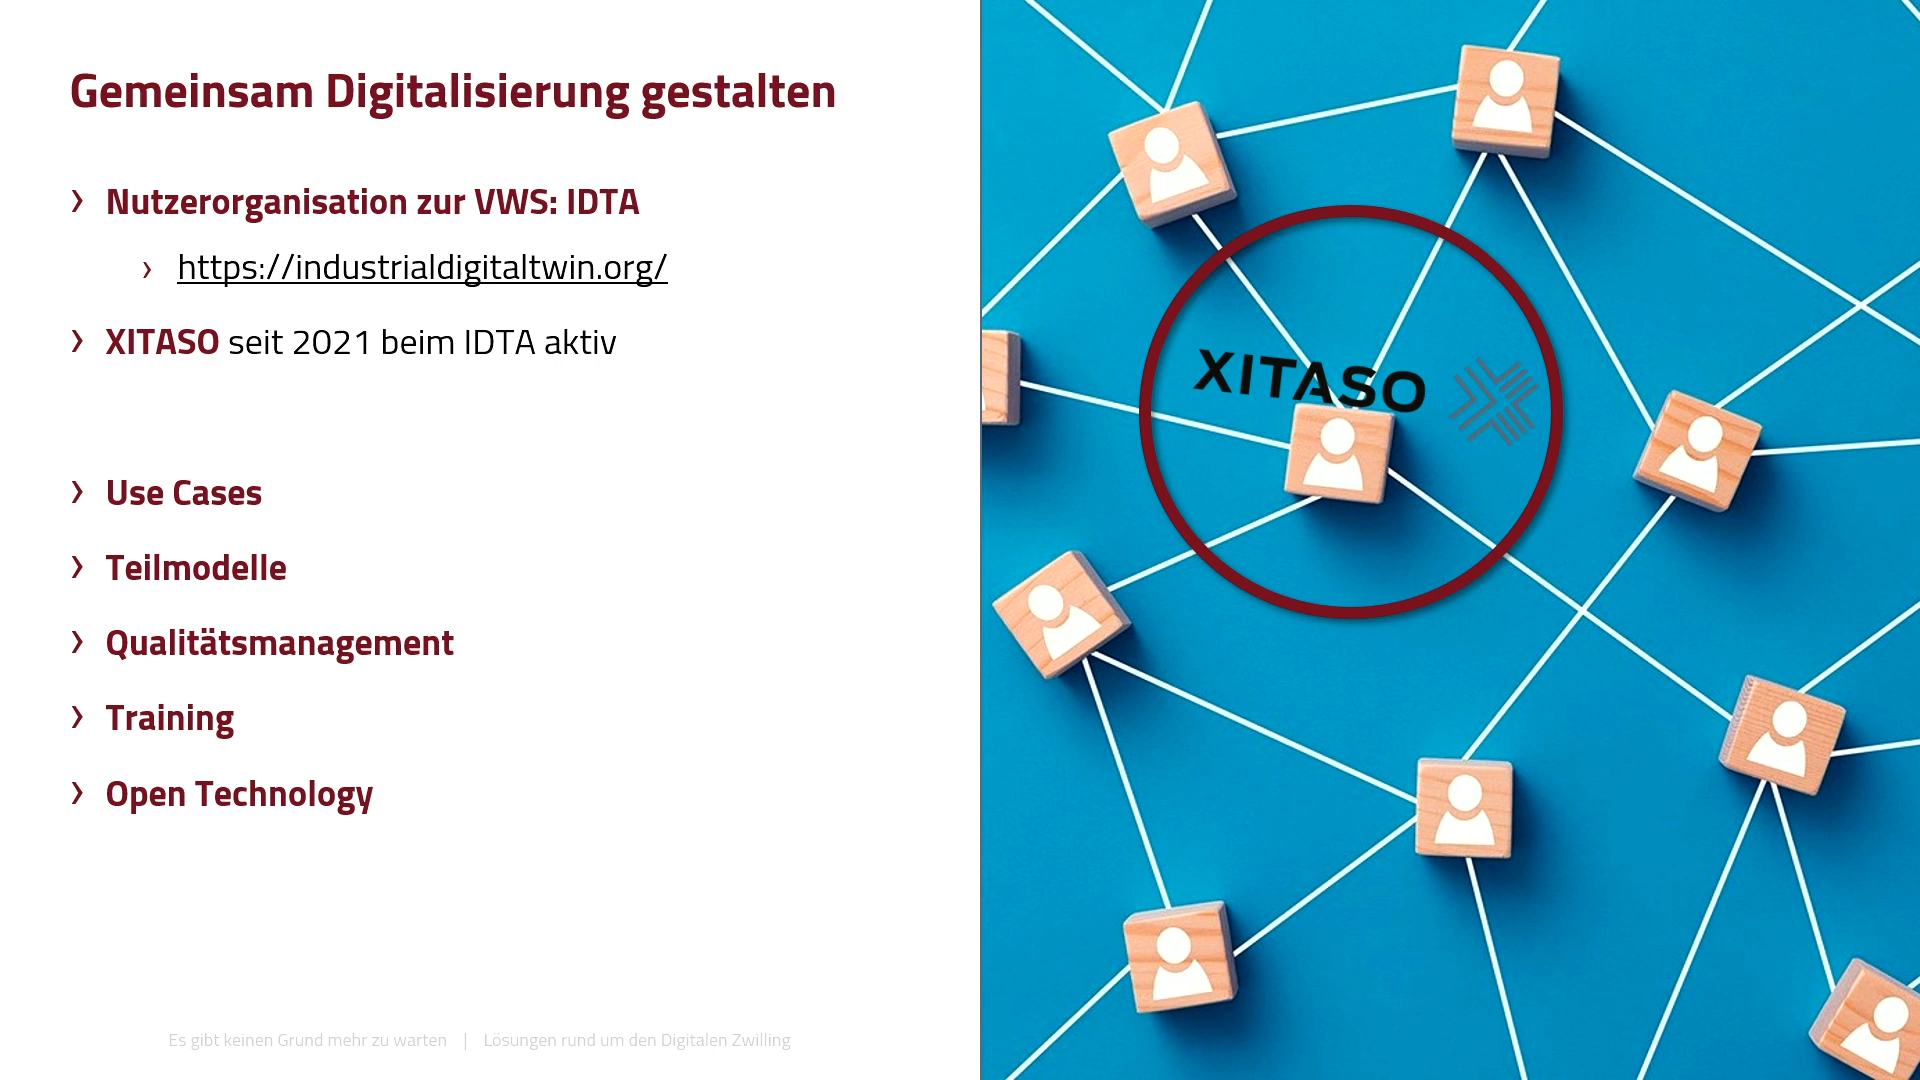 Gemeinsam Digitalisierung gestalten
› Nutzerorganisation zur VWS: IDTA
› https://industrialdigitaltwin.org/
› XITASO seit 2021 beim IDTA aktiv
› Use Cases
› Teilmodelle
› Qualitätsmanagement
› Training
› Open Technology
XITASO
Es gibt keinen Grund mehr zu warten | Lösungen rund um den Digitalen Zwilling